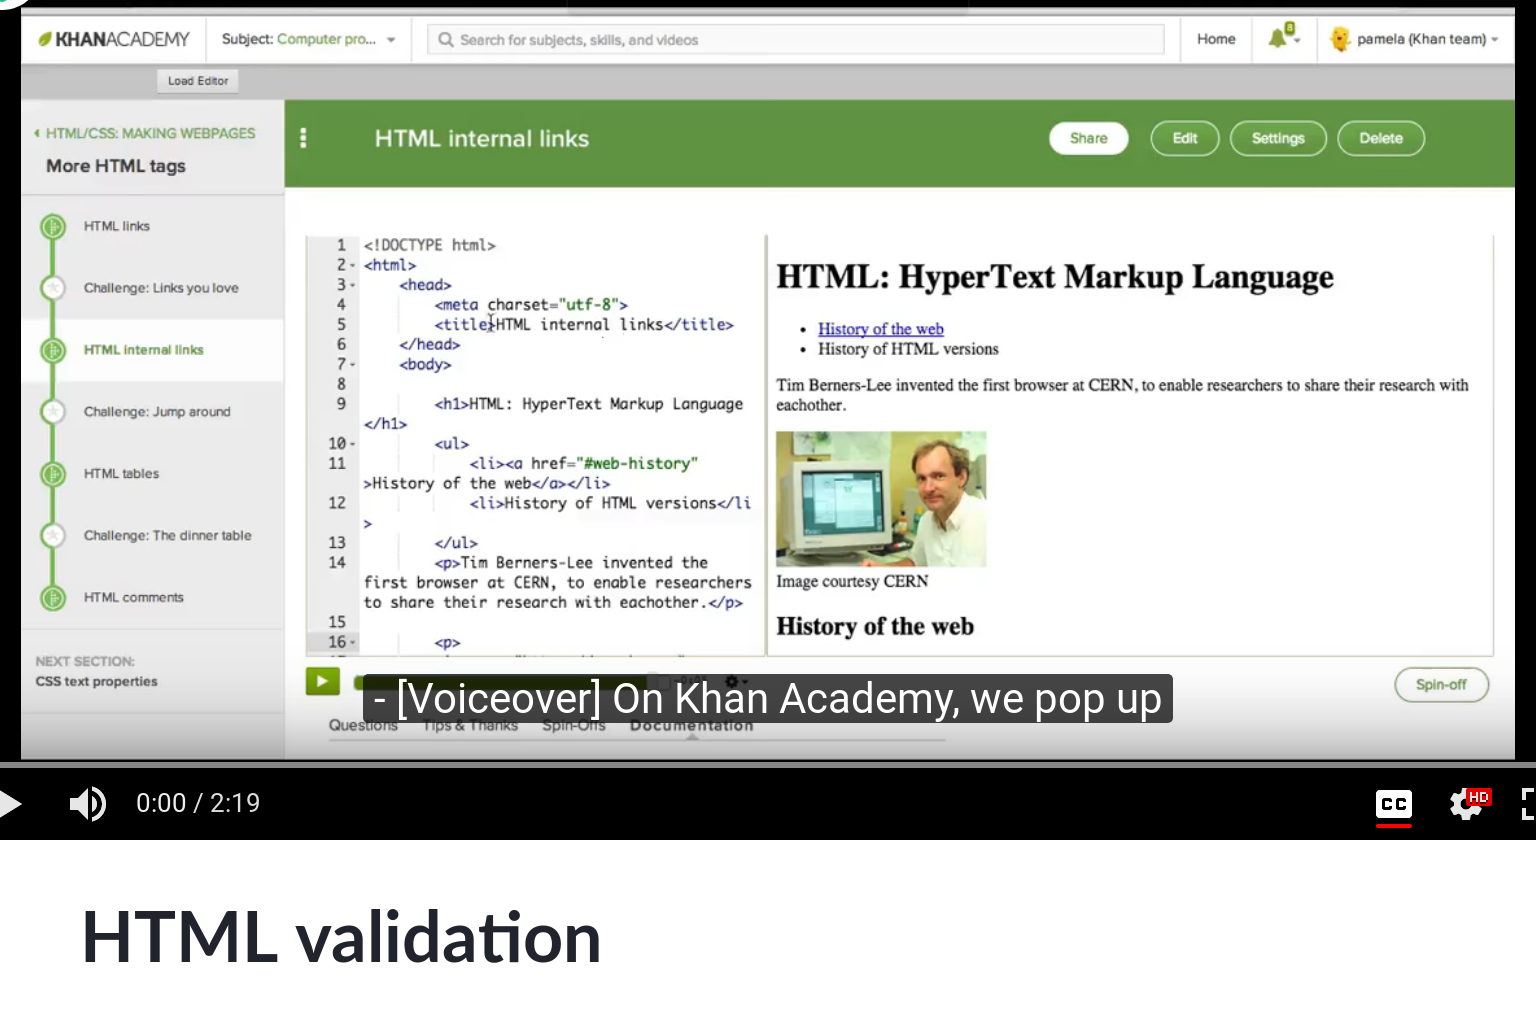 KHANACADEMY
Subject: Computer pro...
Search for subjects, skills, and videos
Home
8
pamela (Khan team)
Load Editor
HTML/CSS: MAKING WEBPAGES
More HTML tags
HTML links
Challenge: Links you love
HTML internal links
Challenge: Jump around
HTML tables
Challenge: The dinner table
HTML comments
NEXT SECTION:
CSS text properties
HTML internal links
Share
Edit
Settings
Delete
1 <!DOCTYPE html>
2 <html>
3 <head>
4 <meta charset="utf-8">
5 <title>HTML internal links</title>
6 </head>
7 <body>
8
9 <h1>HTML: HyperText Markup Language
</h1>
10 <ul>
11 <li><a href="#web-history"
>History of the web</a></li>
12 <li>History of HTML versions</li
>
13 </ul>
14 <p>Tim Berners-Lee invented the
first browser at CERN, to enable researchers
to share their research with eachother.</p>
15
16 <p>
HTML: HyperText Markup Language
• History of the web
• History of HTML versions
Tim Berners-Lee invented the first browser at CERN, to enable researchers to share their research with
eachother.
Image courtesy CERN
History of the web
Spin-off
- [Voiceover] On Khan Academy, we pop up
Questions
Tips & Thanks
Spin-Offs
Documentation
0:00 / 2:19
CC
HD
HTML validation